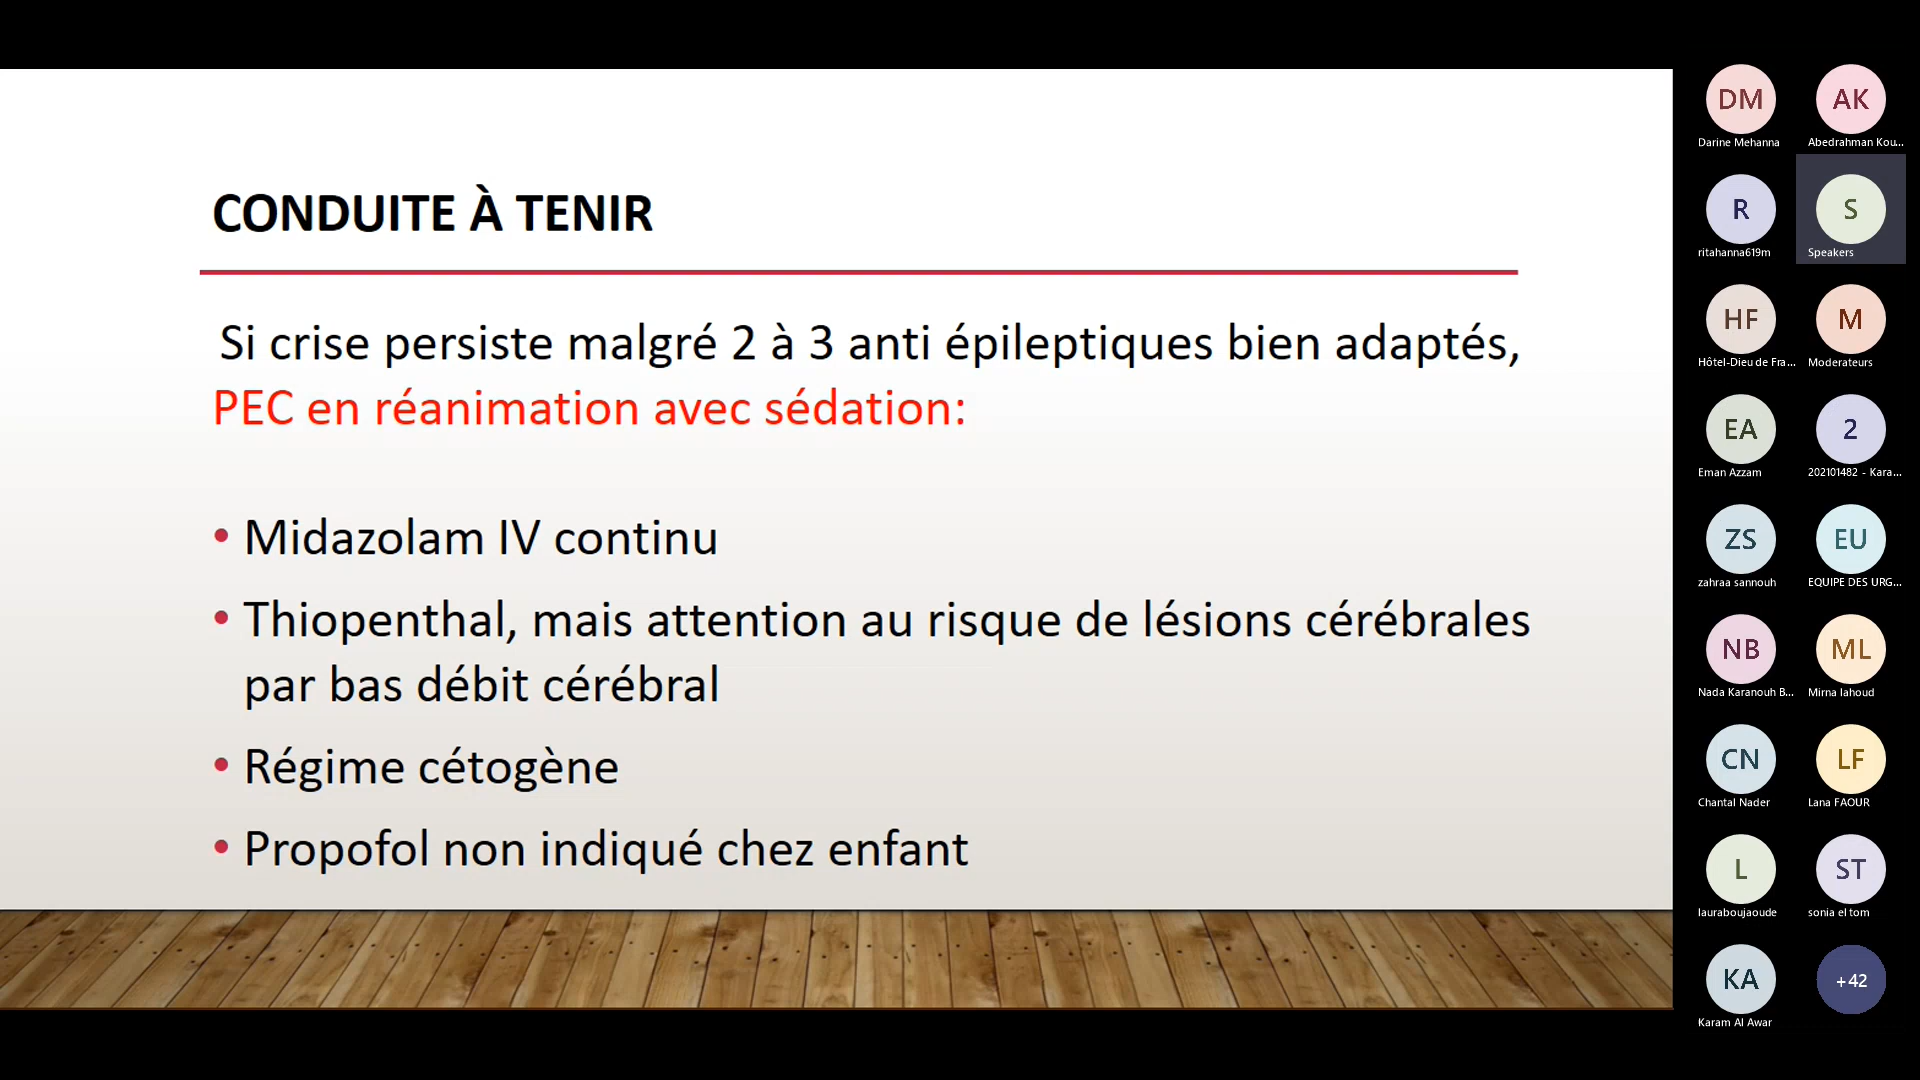 CONDUITE À TENIR
Si crise persiste malgré 2 à 3 anti épileptiques bien adaptés,
PEC en réanimation avec sédation:
• Midazolam IV continu
• Thiopenthal, mais attention au risque de lésions cérébrales
par bas débit cérébral
• Régime cétogène
• Propofol non indiqué chez enfant
DM
Darine Mehanna
AK
Abedrahman Kou...
R
ritahanna619m
S
Speakers
HF
Hôtel-Dieu de Fra...
M
Moderateurs
EA
Eman Azzam
2
202101482 - Kara...
ZS
zahraa sannouh
EU
EQUIPE DES URG...
NB
Nada Karanouh B...
ML
Mirna lahoud
CN
Chantal Nader
LF
Lana FAOUR
L
lauraboujaoude
ST
sonia el tom
KA
Karam Al Awar
+42